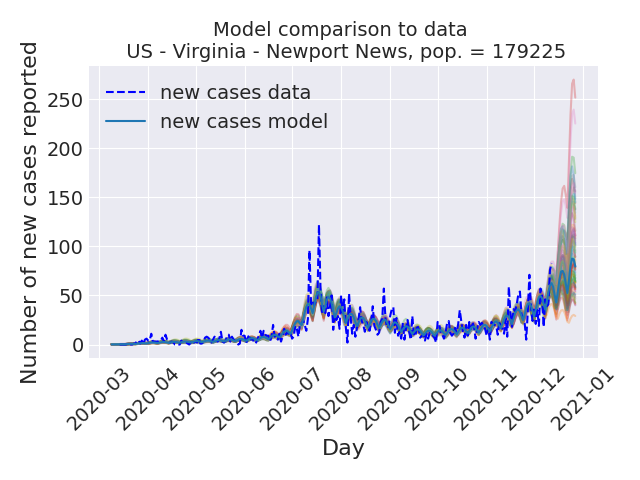 Model comparison to data
US - Virginia - Newport News, pop. = 179225
new cases data
new cases model
Number of new cases reported
250
200
150
100
50
0
2020-03
2020-04
2020-05
2020-06
2020-07
2020-08
2020-09
2020-10
2020-11
2020-12
2021-01
Day